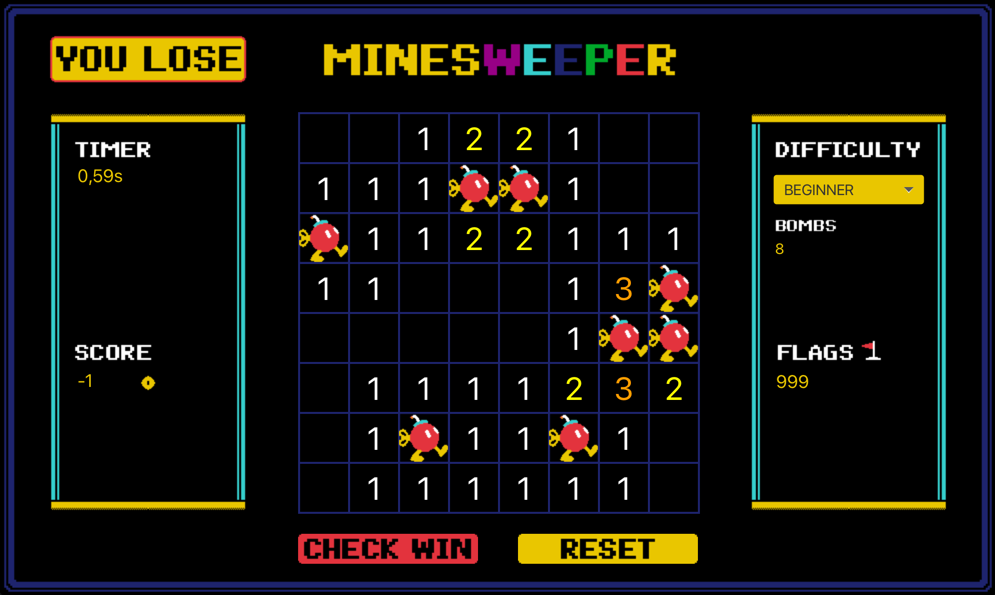 YOU LOSE
MINESWEEPER
TIMER
0,59s
SCORE
-1
1 2 2 1
1 1 1 1
1 1 2 2 1 1 1
1 1 1 3
1
1 1 1 1 2 3 2
1 1 1 1
1 1 1 1 1 1
DIFFICULTY
BEGINNER
BOMBS
8
FLAGS
999
CHECK WIN
RESET